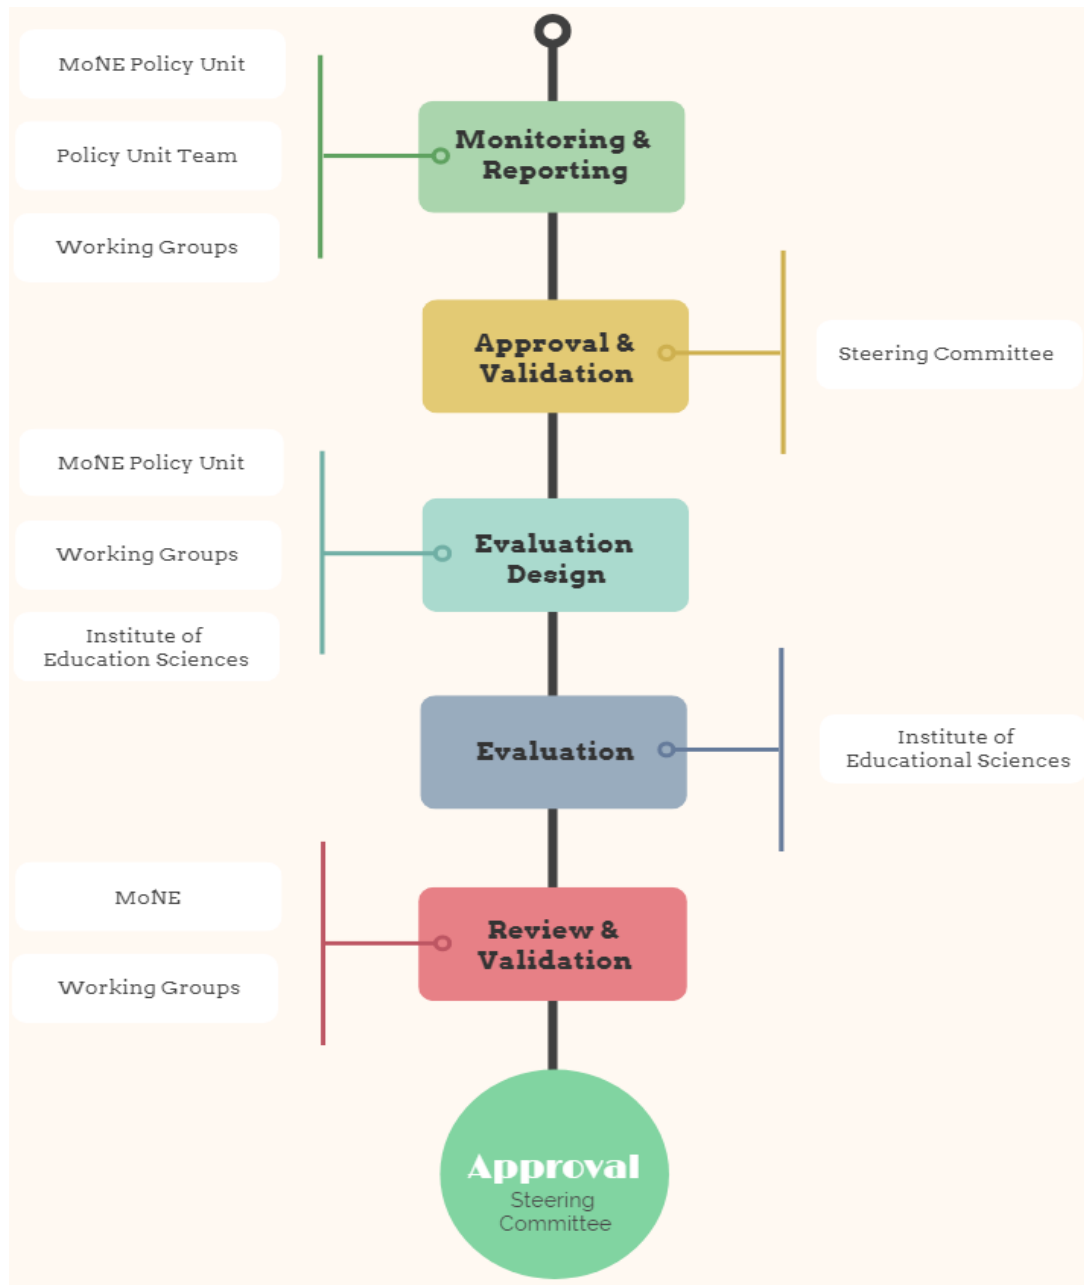 MoNE Policy Unit
Policy Unit Team
Working Groups
Monitoring &
Reporting
Approval &
Validation
Steering Committee
MoNE Policy Unit
Working Groups
Institute of
Education Sciences
Evaluation
Design
Evaluation
Institute of
Educational Sciences
MoNE
Working Groups
Review &
Validation
Approval
Steering
Committee